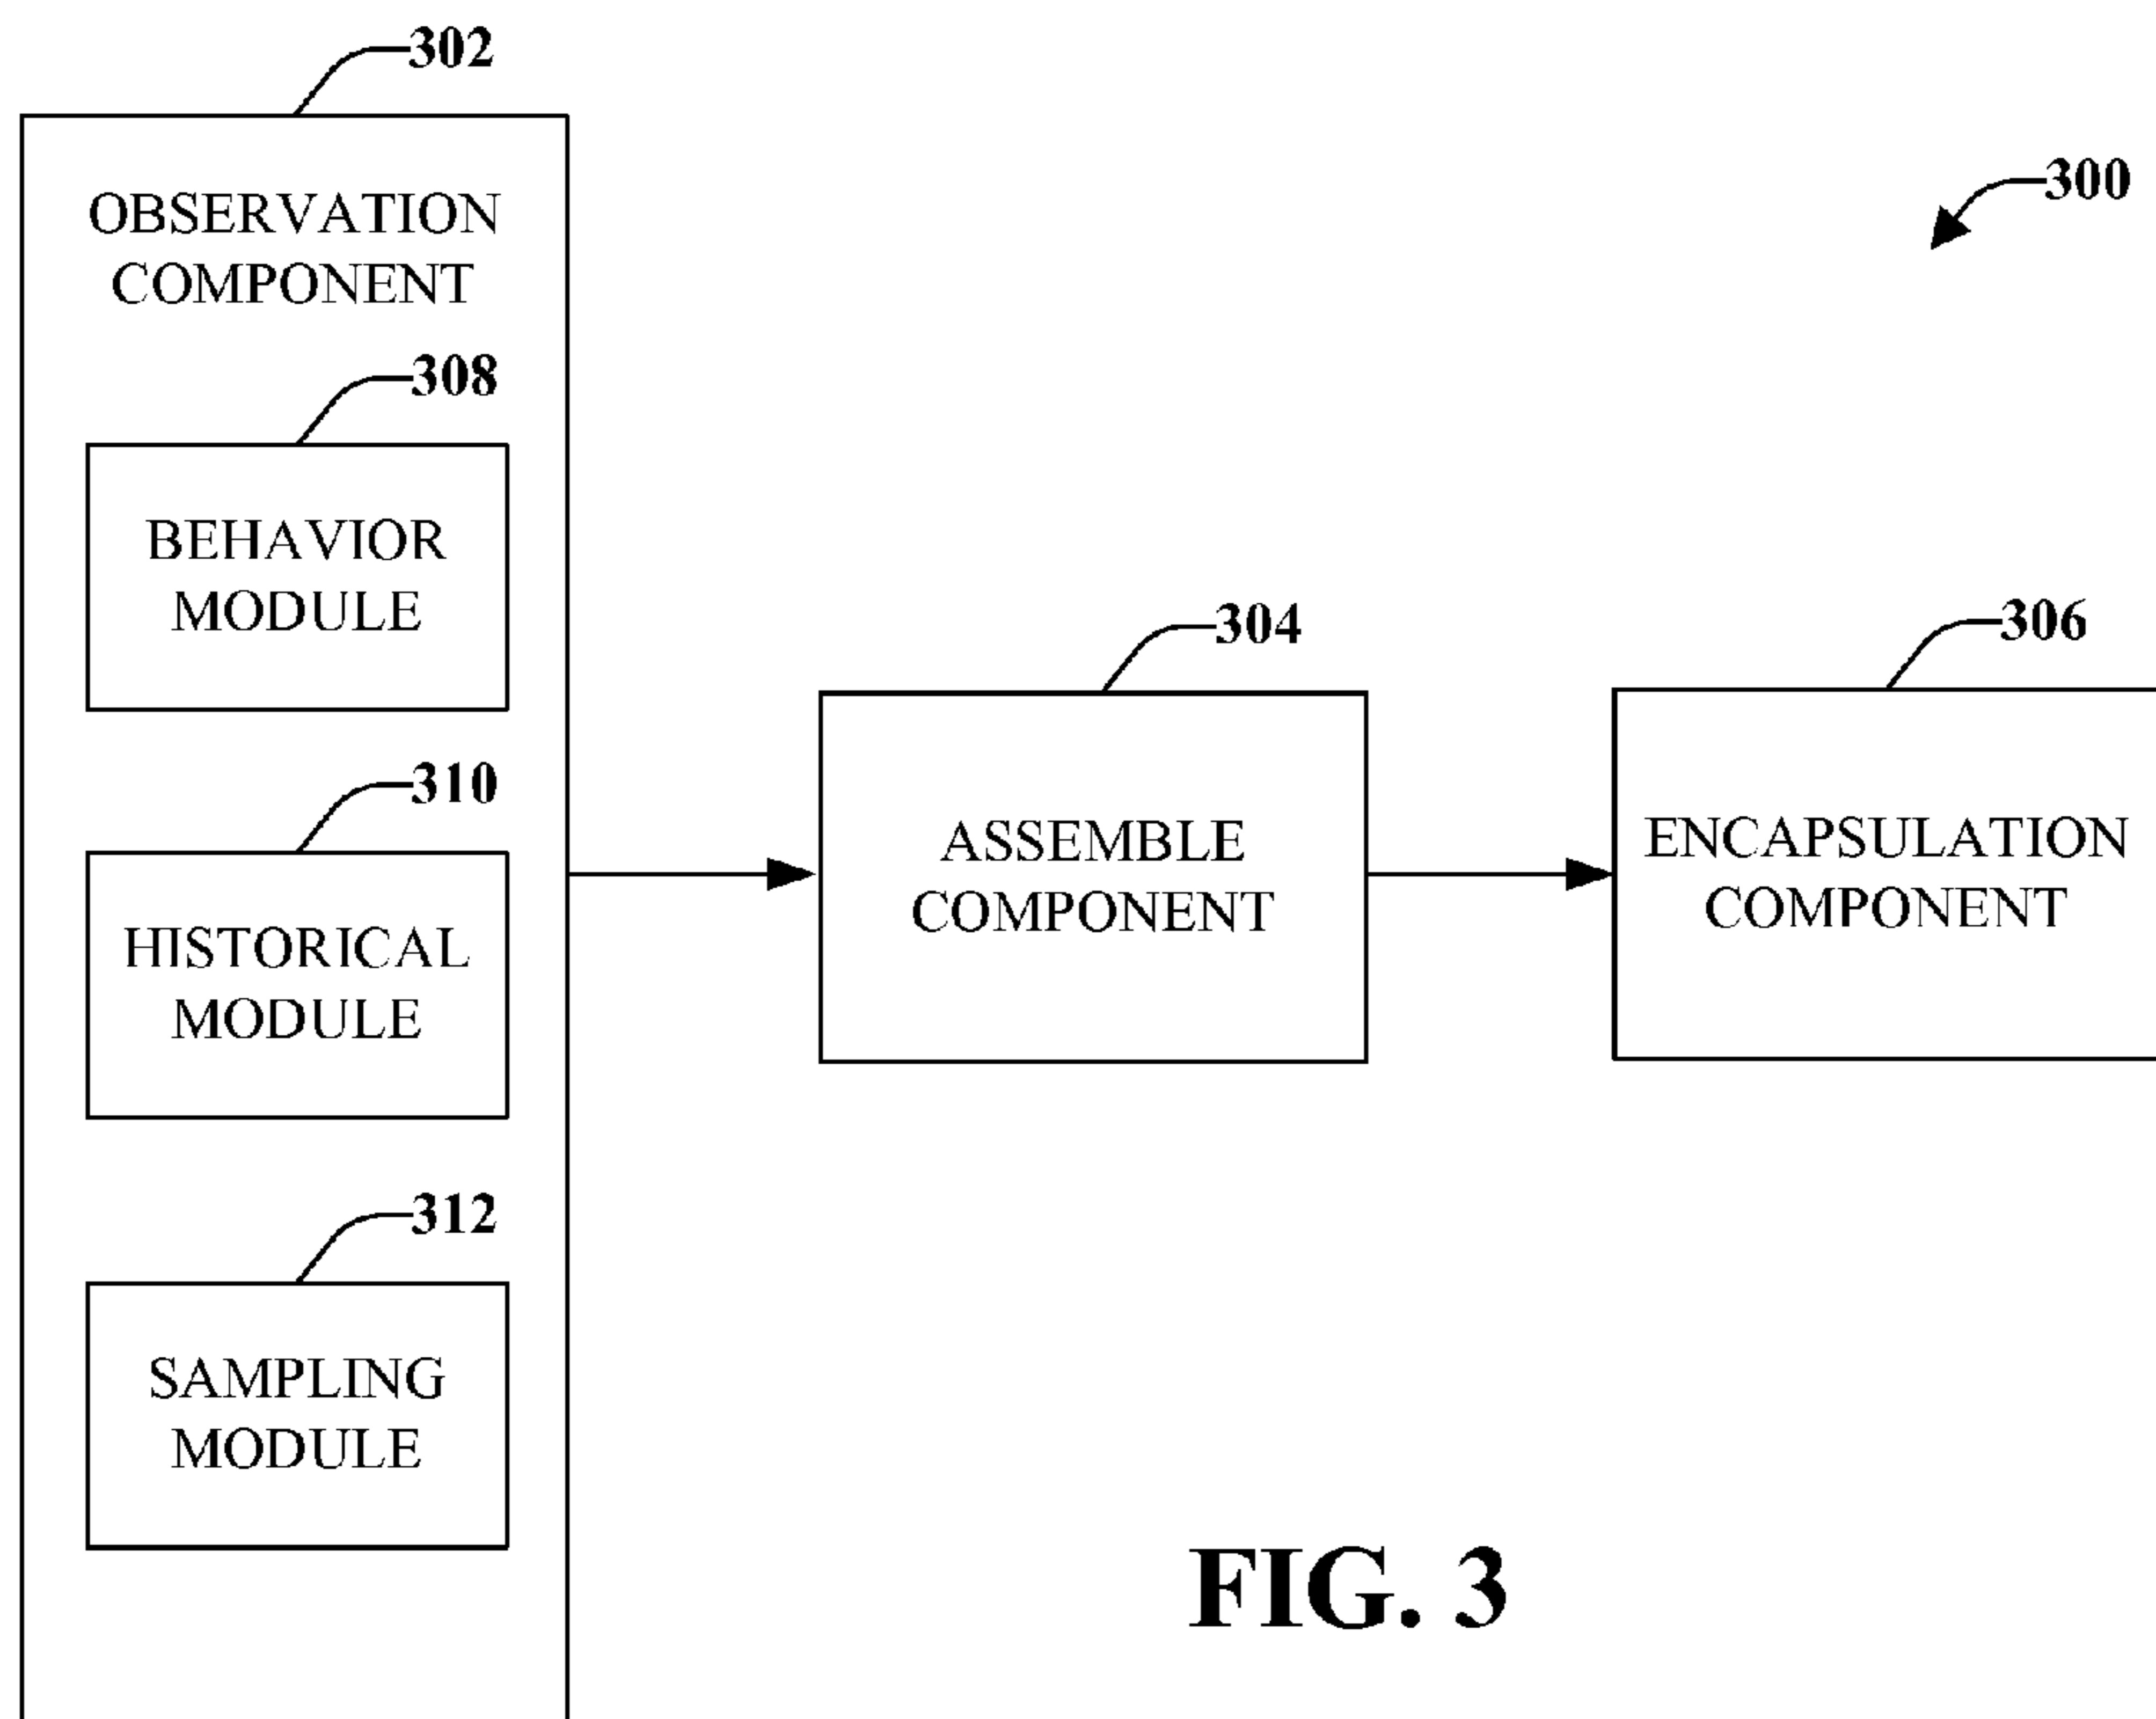 302
OBSERVATION
COMPONENT
300
308
BEHAVIOR
MODULE
304
ASSEMBLE
COMPONENT
306
ENCAPSULATION
COMPONENT
310
HISTORICAL
MODULE
312
SAMPLING
MODULE
FIG. 3